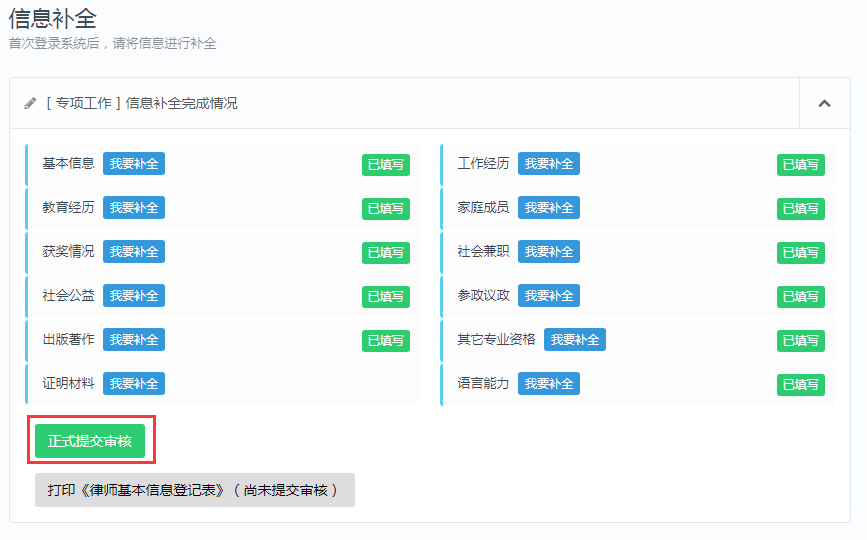 信息补全
首次登录系统后，请将信息进行补全
[ 专项工作 ] 信息补全完成情况
基本信息 我要补全 已填写 工作经历 我要补全 已填写
教育经历 我要补全 已填写 家庭成员 我要补全 已填写
获奖情况 我要补全 已填写 社会兼职 我要补全 已填写
社会公益 我要补全 已填写 参政议政 我要补全 已填写
出版著作 我要补全 已填写 其它专业资格 我要补全 已填写
证明材料 我要补全 语言能力 我要补全 已填写
正式提交审核
打印《律师基本信息登记表》（尚未提交审核）